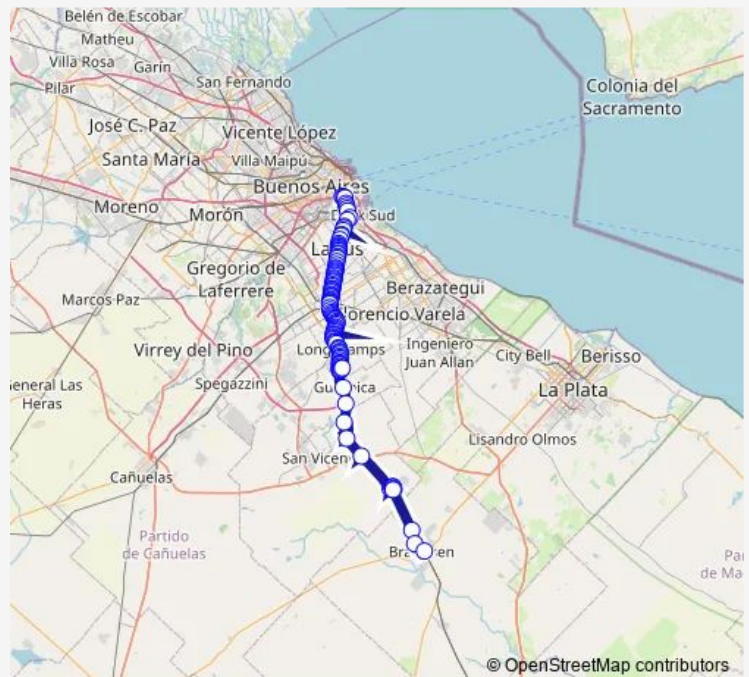 Belén de Escobar
Matheu
Villa Rosa
Garín
Pilar
San Fernando
José C. Paz
Vicente López
Santa María
Villa Maipú
Buenos Aires
Moreno
Morón
Colonia del
Sacramento
Gregorio de
Laferrere
Marcos Paz
Berazategui
Virrey del Pino
Ingeniero
Juan Allan
City Bell
Berisso
General Las
Heras
Spegazzini
La Plata
Lisandro Olmos
Cañuelas
Partido
de Cañuelas
© OpenStreetMap contributors